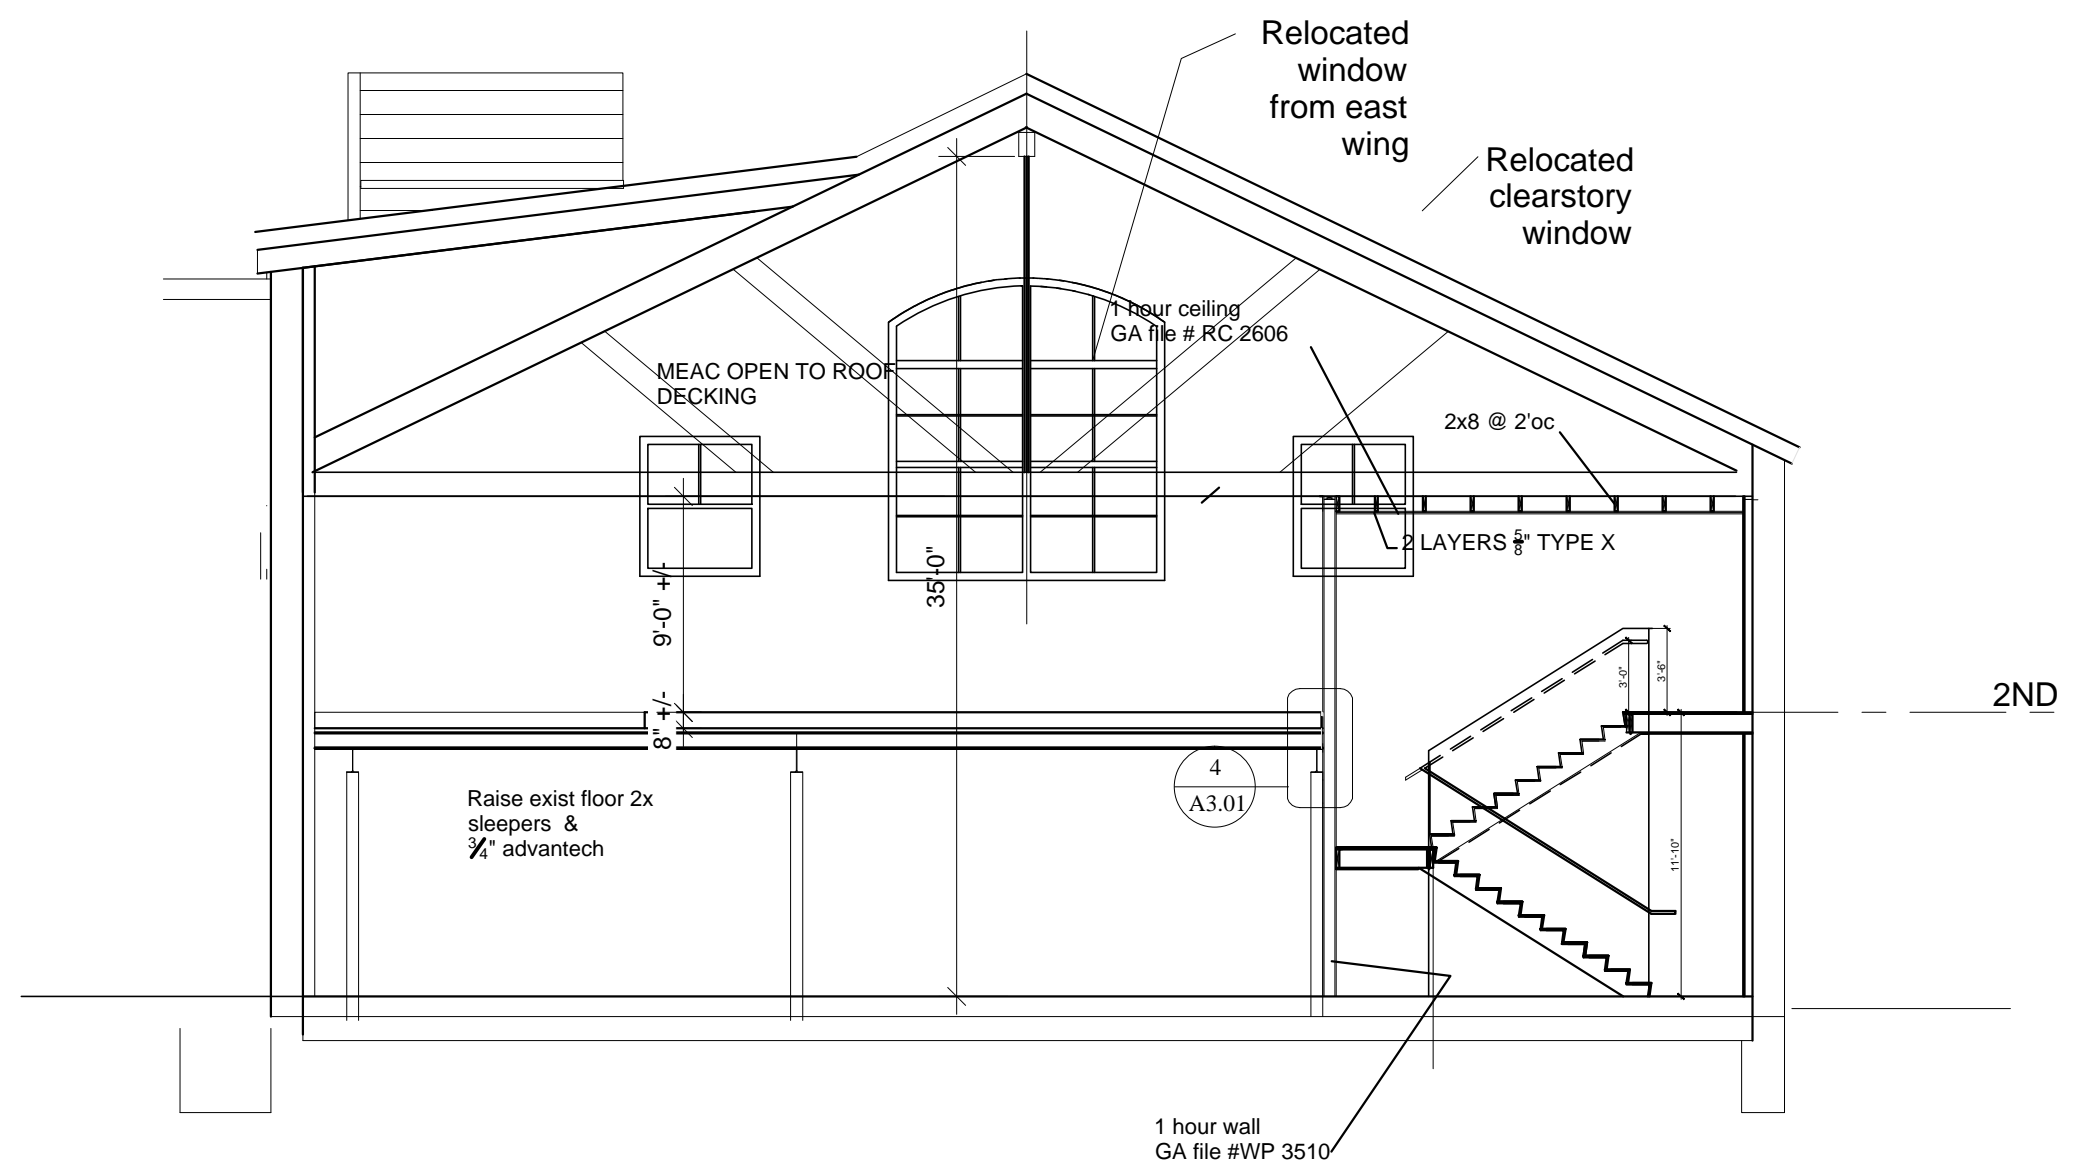 Relocated
window
from east
wing
Relocated
clearstory
window
1 hour ceiling
GA file # RC 2606
MEAC OPEN TO ROOF
DECKING
2x8 @ 2'oc
2 LAYERS 5/8" TYPE X
35'-0"
9'-0" +/-
8" +/-
3'-0"
3'-6"
2ND
4
A3.01
Raise exist floor 2x
sleepers &
3/4" advantech
11'-10"
1 hour wall
GA file #WP 3510